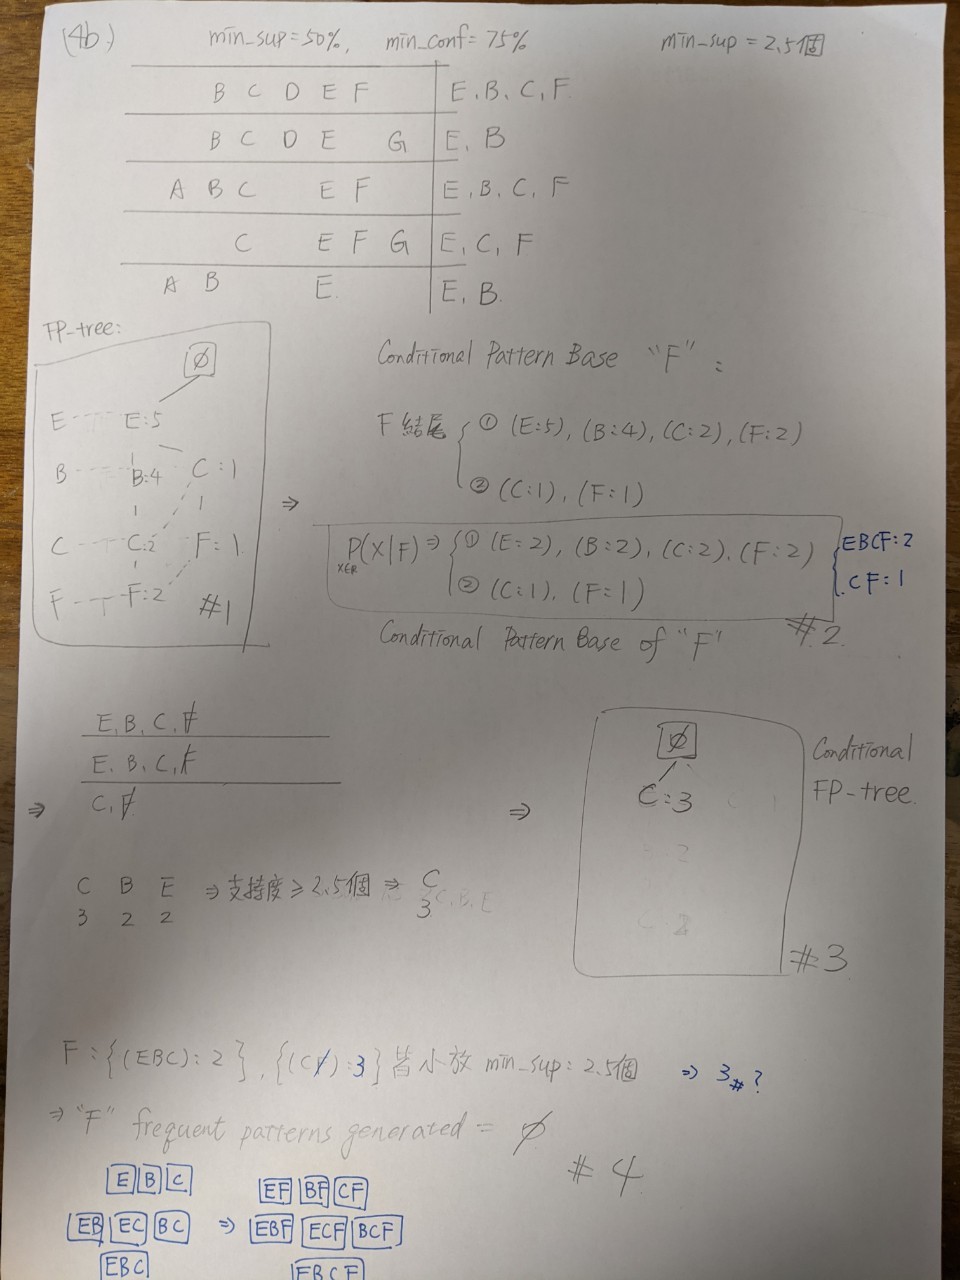 (4b.) min_sup=50%, min_conf=75% min_sup=2.5個
B C D E F E.B.C,F
B C D E G E, B
A B C E F E.B.C, F
C E F G E, C, F
A B E. E, B.
FP-tree:
∅
E E:5
B B:4 C:1
C C:2 F:1
F F:2 #1
⇒
Conditional Pattern Base "F":
F結尾 { ① (E:5), (B:4), (C:2), (F:2)
② (C:1), (F:1)
P(X|F) ⇒ { ① (E:2), (B:2), (C:2). (F:2)
X∈R
② (C:1). (F:1)
{ EBCF:2
CF:1
#2
Conditional Pattern Base of "F"
⇒
E, B, C, F
E. B, C, F
C, F
C B E ⇒支持度≥2.5個 ⇒ C
3 2 2 3
⇒
∅
C:3
Conditional
FP-tree.
#3
F:{(EBC):2}, {(CF):3}皆小放 min_sup:2.5個 ⇒ 3#?
⇒"F" frequent patterns generated = ∅
#4
E B C
EB EC BC
EBC
⇒
EF BF CF
EBF ECF BCF
EBCF